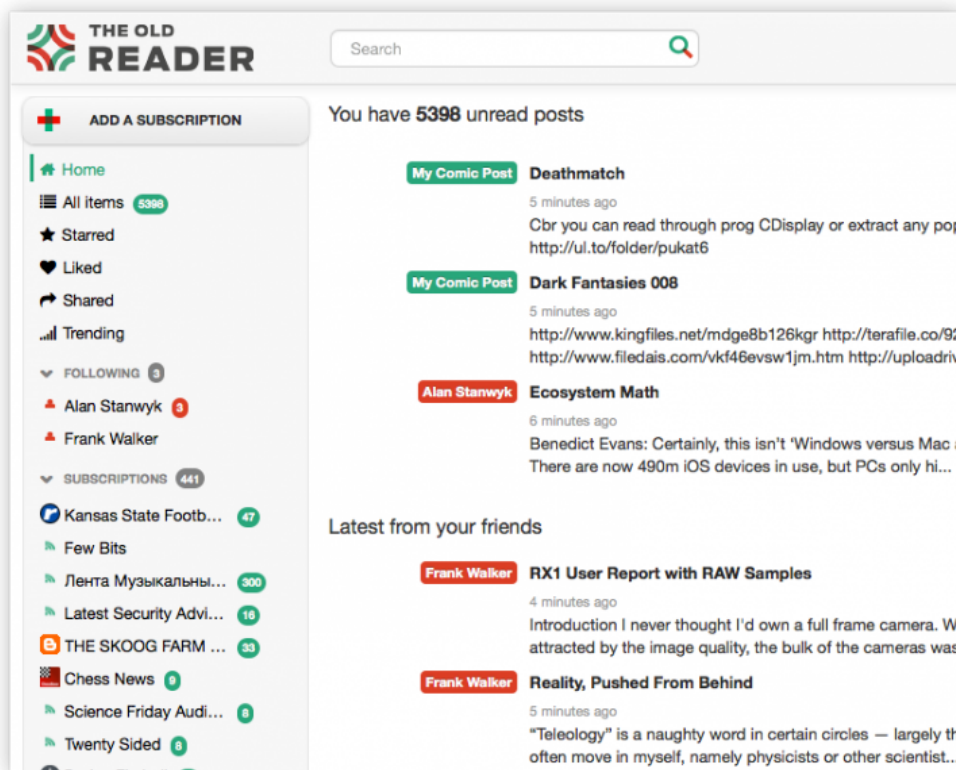 THE OLD
READER
Search
ADD A SUBSCRIPTION
Home
All items 5398
Starred
Liked
Shared
Trending
FOLLOWING 3
Alan Stanwyk 3
Frank Walker
SUBSCRIPTIONS 441
Kansas State Footb... 47
Few Bits
Лента Музыкальны... 300
Latest Security Advi... 16
THE SKOOG FARM ... 33
Chess News 9
Science Friday Audi... 8
Twenty Sided 8
You have 5398 unread posts
My Comic Post Deathmatch
5 minutes ago
Cbr you can read through prog CDisplay or extract any pop
http://ul.to/folder/pukat6
My Comic Post Dark Fantasies 008
5 minutes ago
http://www.kingfiles.net/mdge8b126kgr http://terafile.co/92
http://www.filedais.com/vkf46evsw1jm.htm http://uploadriv
Alan Stanwyk Ecosystem Math
6 minutes ago
Benedict Evans: Certainly, this isn't 'Windows versus Mac
There are now 490m iOS devices in use, but PCs only hi...
Latest from your friends
Frank Walker RX1 User Report with RAW Samples
4 minutes ago
Introduction I never thought I'd own a full frame camera. W
attracted by the image quality, the bulk of the cameras was
Frank Walker Reality, Pushed From Behind
5 minutes ago
“Teleology” is a naughty word in certain circles — largely th
often move in myself, namely physicists or other scientist...